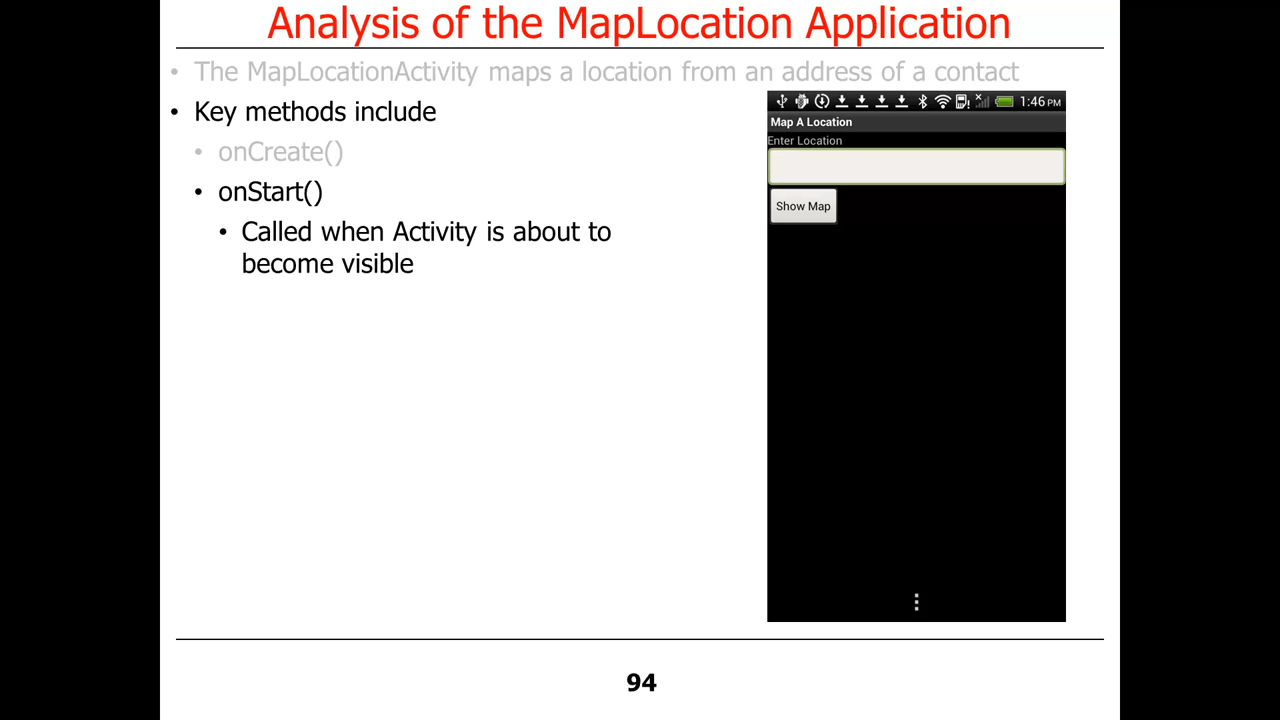 Analysis of the MapLocation Application
• The MapLocationActivity maps a location from an address of a contact
• Key methods include
• onCreate()
• onStart()
• Called when Activity is about to
become visible
1:46 PM
Map A Location
Enter Location
Show Map
94